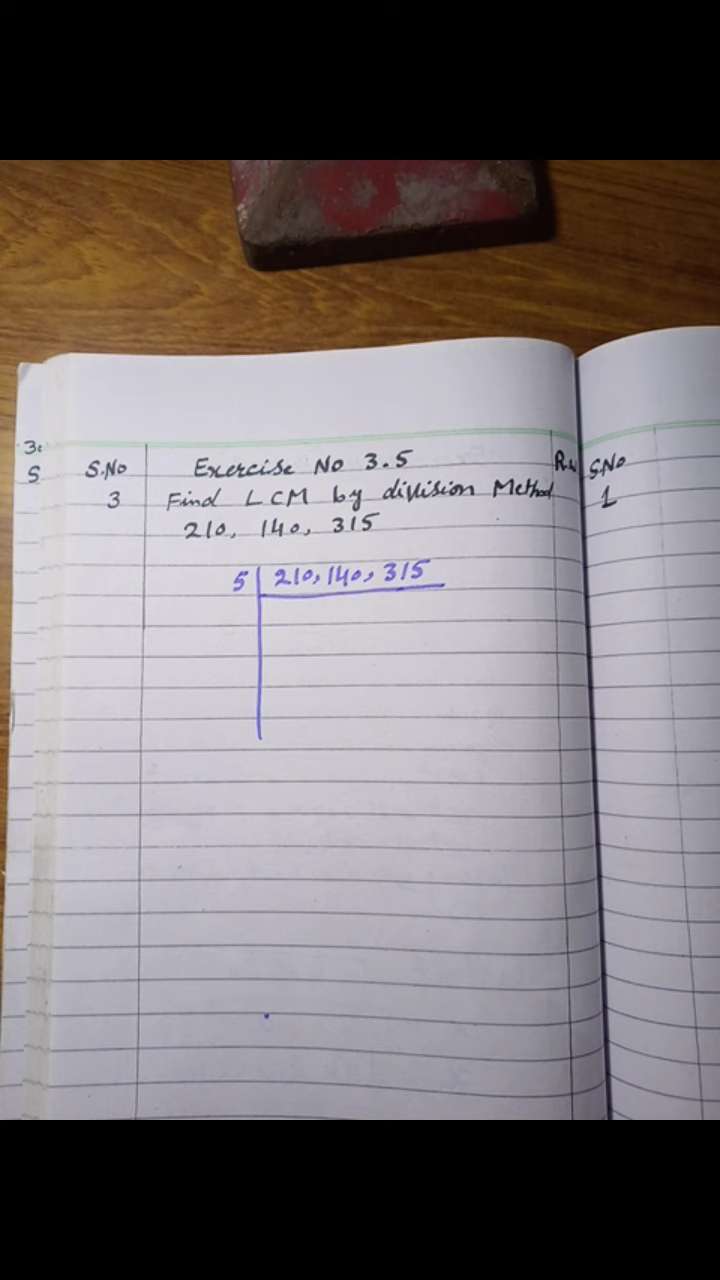 3.
S
S.No Exercise No 3.5
3 Find LCM by division Method
210, 140, 315
5 210, 140, 315
R.W
S.No
1